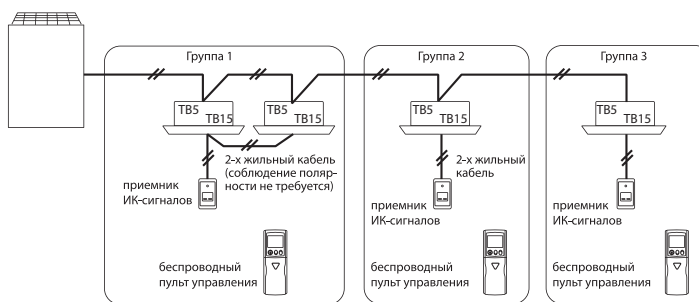 Группа 1
Группа 2
Группа 3
TB5
TB15
TB5
TB15
TB5
TB15
TB5
TB15
2-х жильный кабель
(соблюдение поляр-
ности не требуется)
2-х жильный
кабель
приемник
ИК-сигналов
приемник
ИК-сигналов
приемник
ИК-сигналов
беспроводный
пульт управления
беспроводный
пульт управления
беспроводный
пульт управления